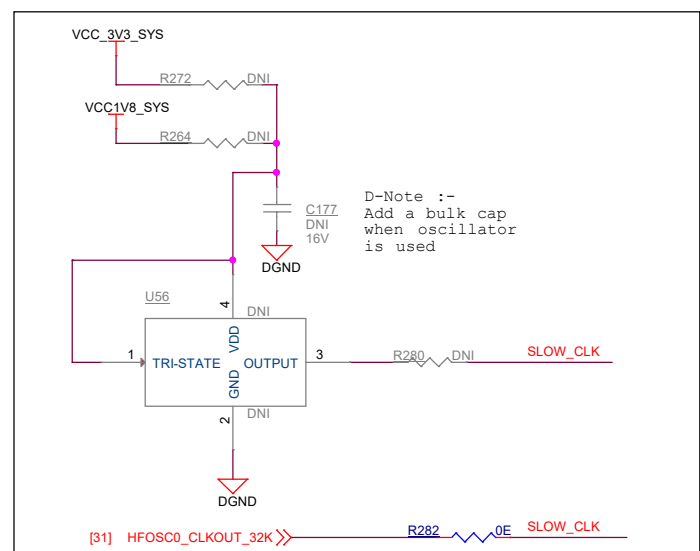 VCC_3V3_SYS
R272 DNI
VCC1V8_SYS
R264 DNI
C177
DNI
16V
D-Note :-
Add a bulk cap
when oscillator
is used
DGND
U56
4
DNI
1 TRI-STATE VDD GND OUTPUT 3
R280 DNI
SLOW_CLK
DNI
2
DGND
[31] HFOSC0_CLKOUT_32K
R282 0E
SLOW_CLK